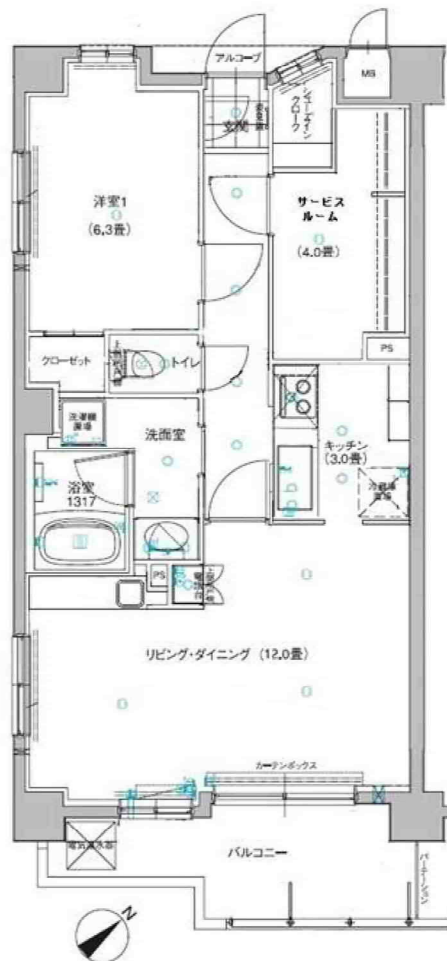 アルコーブ
MB
玄関
シューズイン
クローク
洋室1
(6.3畳)
サービス
ルーム
(4.0畳)
PS
クローゼット
トイレ
洗濯機
置場
洗面室
キッチン
(3.0畳)
浴室
1317
冷蔵庫
置場
PS
リビング・ダイニング (12.0畳)
カーテンボックス
バルコニー
電気温水器
パーテーション
N